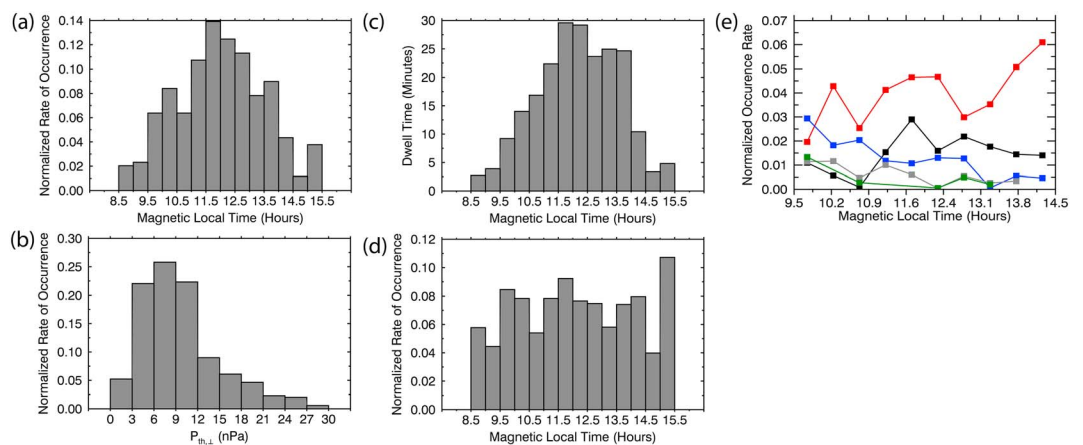 (a)
Normalized Rate of Occurrence
0.14
0.12
0.10
0.08
0.06
0.04
0.02
0.00
8.5 9.5 10.5 11.5 12.5 13.5 14.5 15.5
Magnetic Local Time (Hours)
(c)
Dwell Time (Minutes)
30
25
20
15
10
5
0
8.5 9.5 10.5 11.5 12.5 13.5 14.5 15.5
Magnetic Local Time (Hours)
(e)
Normalized Occurence Rate
0.07
0.06
0.05
0.04
0.03
0.02
0.01
0.00
9.5 10.2 10.9 11.6 12.4 13.1 13.8 14.5
Magnetic Local Time (Hours)
(b)
Normalized Rate of Occurrence
0.30
0.25
0.20
0.15
0.10
0.05
0.00
0 3 6 9 12 15 18 21 24 27 30
P_th,⊥ (nPa)
(d)
Normalized Rate of Occurrence
0.12
0.10
0.08
0.06
0.04
0.02
0.00
8.5 9.5 10.5 11.5 12.5 13.5 14.5 15.5
Magnetic Local Time (Hours)